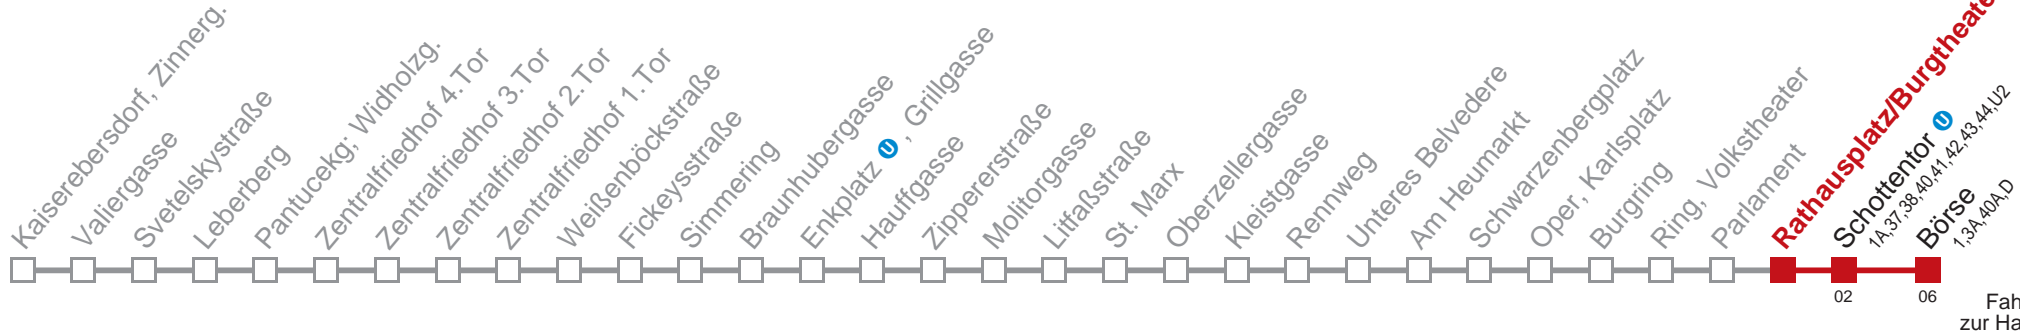 Kaiserebersdorf, Zinnerg.
Valiergasse
Svetelskystraße
Leberberg
Pantucekg; Widholzg.
Zentralfriedhof 4. Tor
Zentralfriedhof 3. Tor
Zentralfriedhof 2. Tor
Zentralfriedhof 1. Tor
Weißenböckstraße
Fickeysstraße
Simmering
Braunhubergasse
Enkplatz U , Grillgasse
Hauffgasse
Zippererstraße
Molitorgasse
Litfaßstraße
St. Marx
Oberzellergasse
Kleistgasse
Rennweg
Unteres Belvedere
Am Heumarkt
Schwarzenbergplatz
Oper, Karlsplatz
Burgring
Ring, Volkstheater
Parlament
Rathausplatz/Burgtheate
Schottentor U
1A,37,38,40,41,42,43,44,U2
Börse
1,3A,40A,D
02
06
Fah
zur Ha